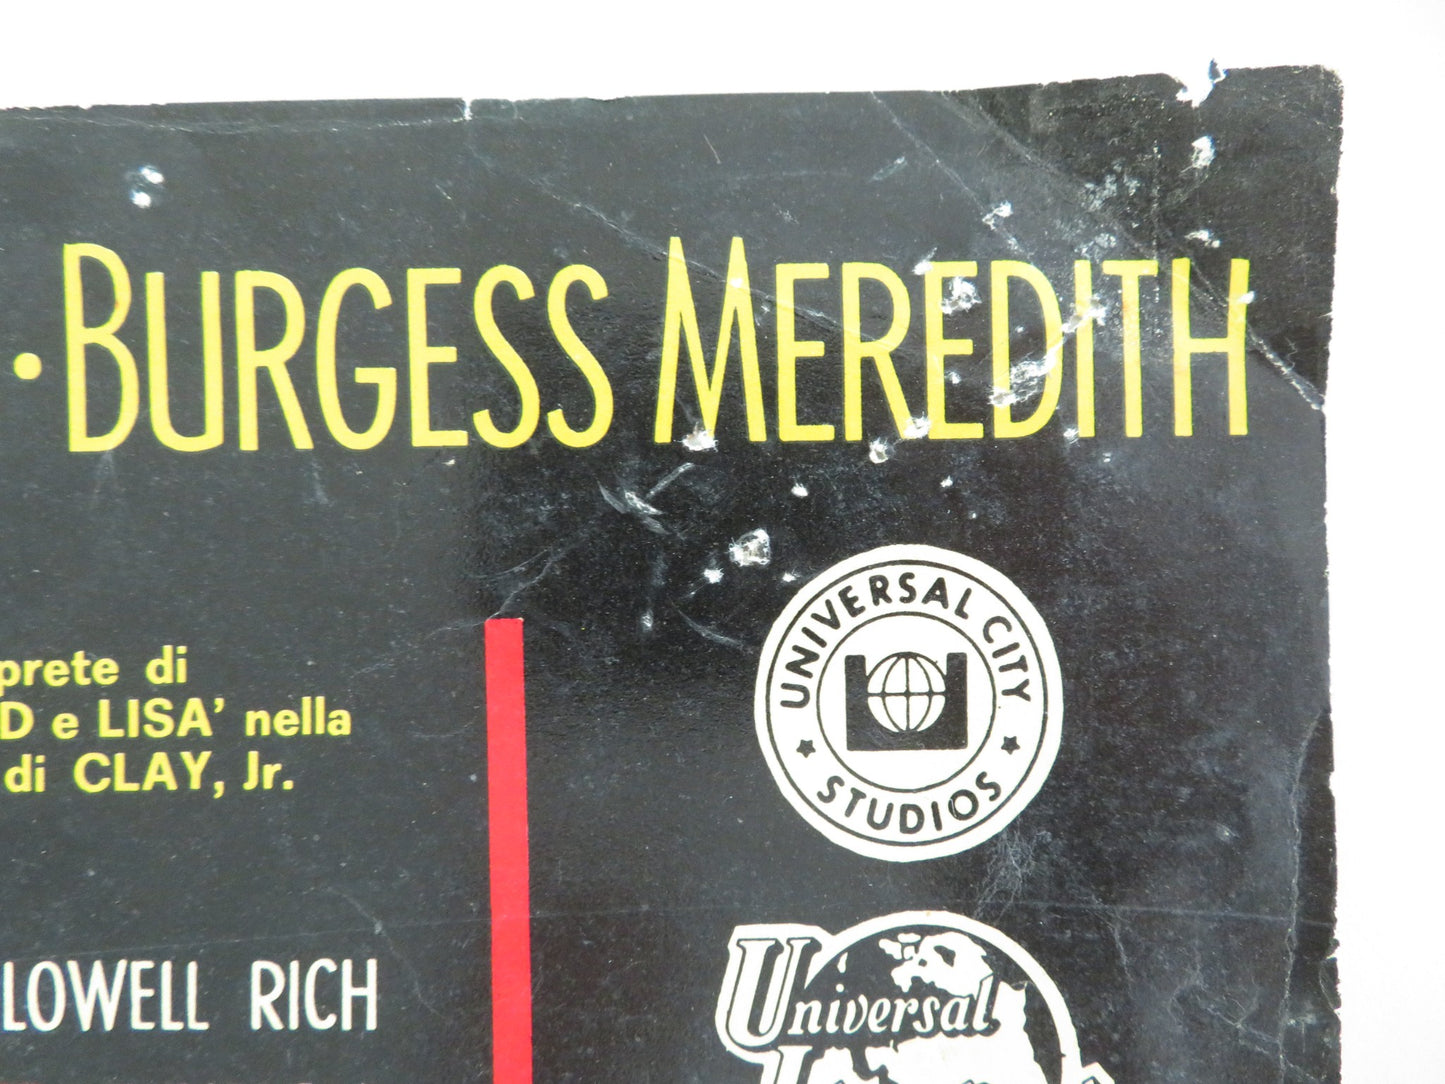 · BURGESS MEREDITH
prete di
D e LISA' nella
di CLAY, Jr.
LOWELL RICH
UNIVERSAL CITY
STUDIOS
Universal